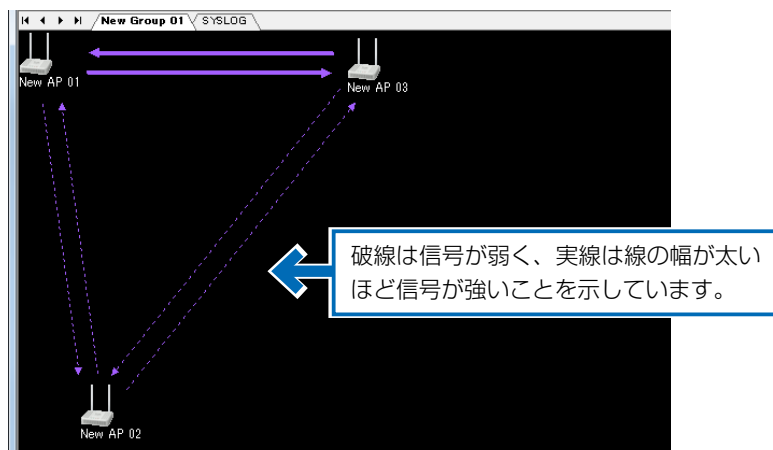 New Group 01 SYSLOG
New AP 01
New AP 03
破線は信号が弱く、実線は線の幅が太い
ほど信号が強いことを示しています。
New AP 02